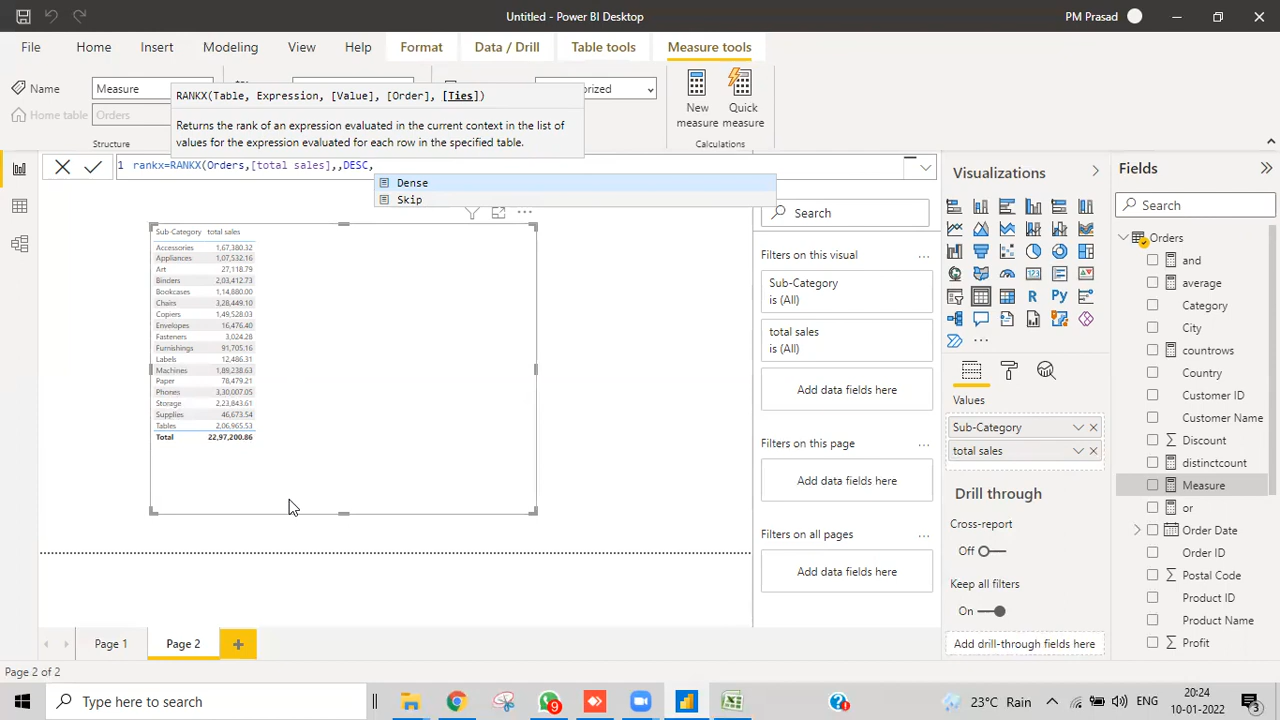 Untitled - Power BI Desktop
PM Prasad
File
Home
Insert
Modeling
View
Help
Format
Data / Drill
Table tools
Measure tools
Name
Measure
Home table
Orders
Structure
RANKX(Table, Expression, [Value], [Order], [Ties])
Returns the rank of an expression evaluated in the current context in the list of
values for the expression evaluated for each row in the specified table.
orized
New
measure
Quick
measure
Calculations
1 rankx=RANKX(Orders,[total sales],,DESC,
Dense
Skip
Sub-Category total sales
Accessories 1,67,380.32
Appliances 1,07,532.16
Art 27,118.79
Binders 2,03,412.73
Bookcases 1,14,880.00
Chairs 3,28,449.10
Copiers 1,49,528.03
Envelopes 16,476.40
Fasteners 3,024.28
Furnishings 91,705.16
Labels 12,486.31
Machines 1,89,238.63
Paper 78,479.21
Phones 3,30,007.05
Storage 2,23,843.61
Supplies 46,673.54
Tables 2,06,965.53
Total 22,97,200.86
Search
Filters on this visual
Sub-Category
is (All)
total sales
is (All)
Add data fields here
Filters on this page
Add data fields here
Filters on all pages
Add data fields here
Visualizations
R
Py
Values
Sub-Category
total sales
Drill through
Cross-report
Off
Keep all filters
On
Add drill-through fields here
Fields
Search
Orders
and
average
Category
City
countrows
Country
Customer ID
Customer Name
Discount
distinctcount
Measure
or
Order Date
Order ID
Postal Code
Product ID
Product Name
Profit
Page 1
Page 2
Page 2 of 2
Type here to search
9
23°C Rain
ENG
20:24
10-01-2022
3